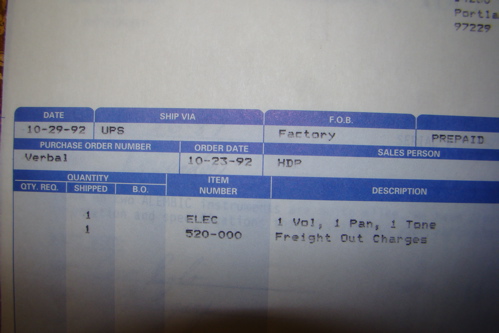 Portla
97229
DATE SHIP VIA F.O.B.
10-29-92 UPS Factory PREPAID
PURCHASE ORDER NUMBER ORDER DATE SALES PERSON
Verbal 10-23-92 HDP
QUANTITY ITEM
QTY. REQ. SHIPPED B.O. NUMBER DESCRIPTION
1 ELEC 1 Vol, 1 Pan, 1 Tone
1 520-000 Freight Out Charges